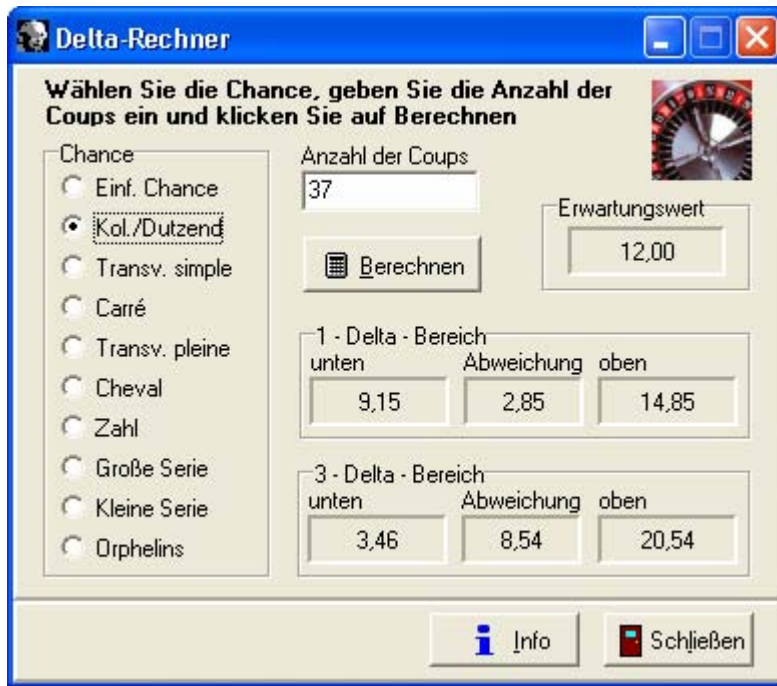 Delta-Rechner
Wählen Sie die Chance, geben Sie die Anzahl der
Coups ein und klicken Sie auf Berechnen
Chance
Einf. Chance
Kol./Dutzend
Transv. simple
Carré
Transv. pleine
Cheval
Zahl
Große Serie
Kleine Serie
Orphelins
Anzahl der Coups
37
Berechnen
Erwartungswert
12,00
1 - Delta - Bereich
unten Abweichung oben
9,15 2,85 14,85
3 - Delta - Bereich
unten Abweichung oben
3,46 8,54 20,54
Info Schließen